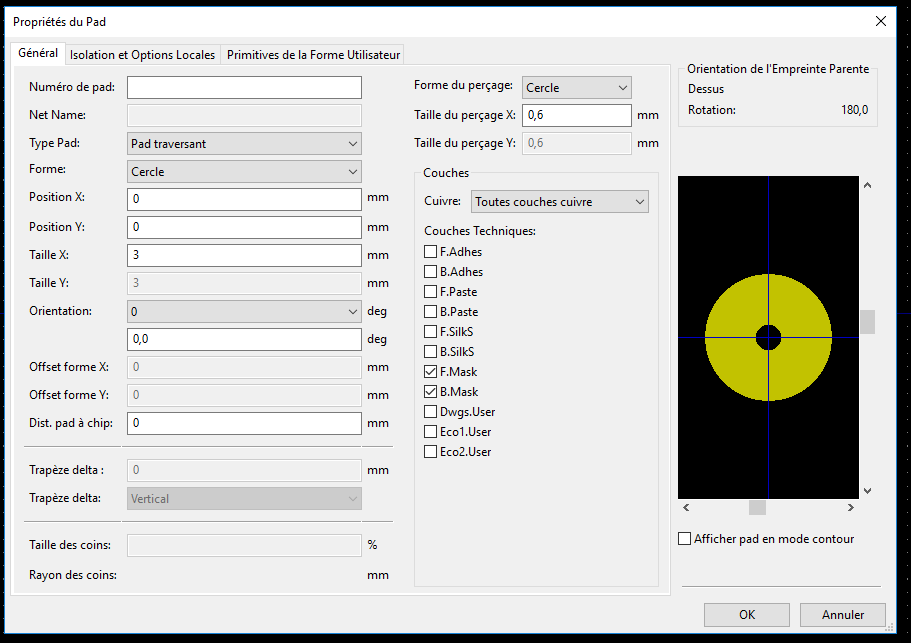 Propriétés du Pad
Général
Isolation et Options Locales
Primitives de la Forme Utilisateur
Numéro de pad:
Net Name:
Type Pad: Pad traversant
Forme: Cercle
Position X: 0 mm
Position Y: 0 mm
Taille X: 3 mm
Taille Y: 3 mm
Orientation: 0 deg
0,0 deg
Offset forme X: 0 mm
Offset forme Y: 0 mm
Dist. pad à chip: 0 mm
Trapèze delta : 0 mm
Trapèze delta: Vertical
Taille des coins: %
Rayon des coins: mm
Forme du perçage: Cercle
Taille du perçage X: 0,6 mm
Taille du perçage Y: 0,6 mm
Couches
Cuivre: Toutes couches cuivre
Couches Techniques:
F.Adhes
B.Adhes
F.Paste
B.Paste
F.SilkS
B.SilkS
F.Mask
B.Mask
Dwgs.User
Eco1.User
Eco2.User
Orientation de l'Empreinte Parente
Dessus
Rotation: 180,0
Afficher pad en mode contour
OK
Annuler